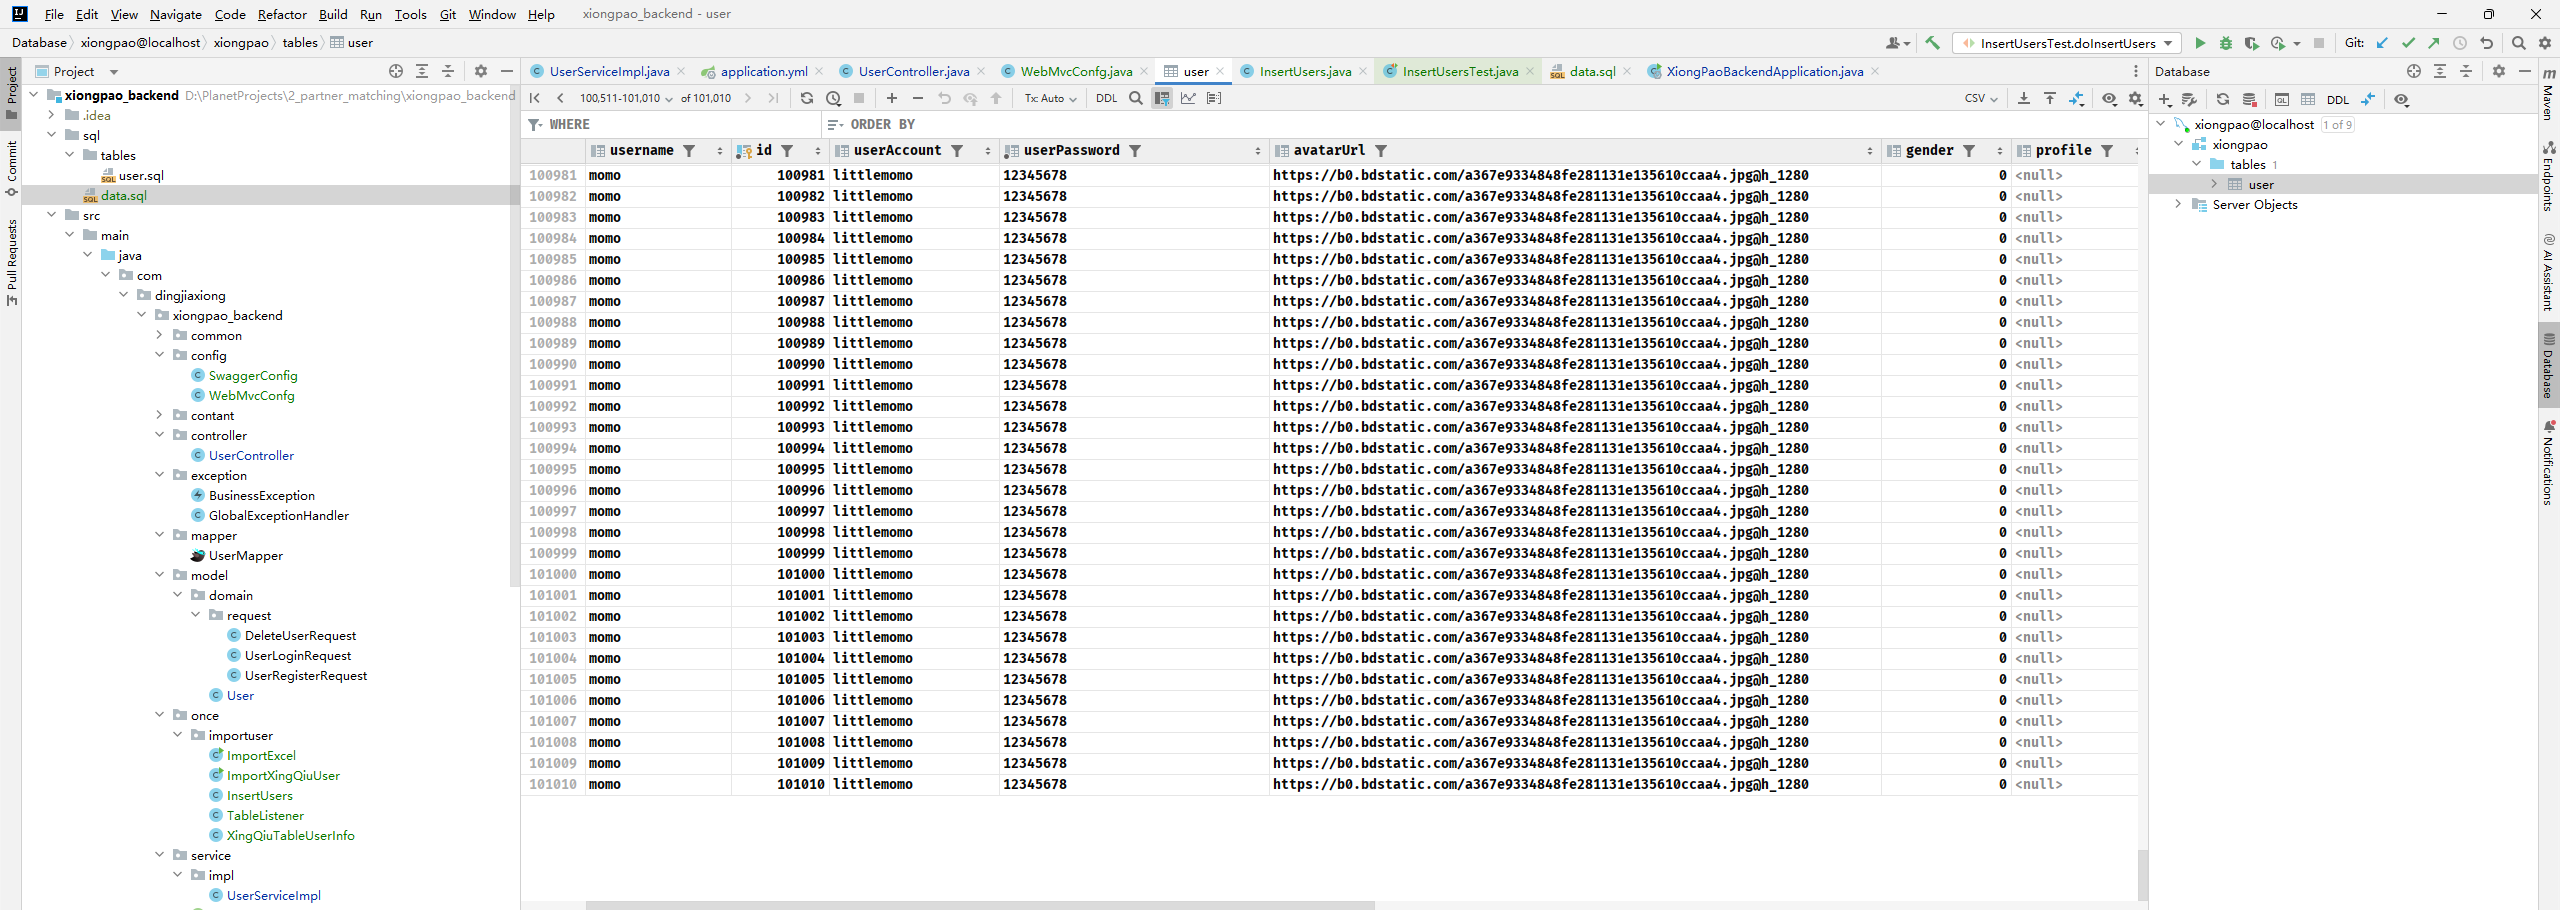 File Edit View Navigate Code Refactor Build Run Tools Git Window Help xiongpao_backend - user
Database xiongpao@localhost xiongpao tables user
InsertUsersTest.doInsertUsers Git:
Project
Commit
Pull Requests
Project
xiongpao_backend D:\PlanetProjects\2_partner_matching\xiongpao_backend
.idea
sql
tables
user.sql
data.sql
src
main
java
com
dingjiaxiong
xiongpao_backend
common
config
SwaggerConfig
WebMvcConfg
contant
controller
UserController
exception
BusinessException
GlobalExceptionHandler
mapper
UserMapper
model
domain
request
DeleteUserRequest
UserLoginRequest
UserRegisterRequest
User
once
importuser
ImportExcel
ImportXingQiuUser
InsertUsers
TableListener
XingQiuTableUserInfo
service
impl
UserServiceImpl
UserServiceImpl.java application.yml UserController.java WebMvcConfg.java user InsertUsers.java InsertUsersTest.java data.sql XiongPaoBackendApplication.java
100,511-101,010 of 101,010 Tx: Auto DDL CSV
WHERE ORDER BY
username id userAccount userPassword avatarUrl gender profile
100981 momo 100981 littlemomo 12345678 https://b0.bdstatic.com/a367e9334848fe281131e135610ccaa4.jpg@h_1280 0 <null>
100982 momo 100982 littlemomo 12345678 https://b0.bdstatic.com/a367e9334848fe281131e135610ccaa4.jpg@h_1280 0 <null>
100983 momo 100983 littlemomo 12345678 https://b0.bdstatic.com/a367e9334848fe281131e135610ccaa4.jpg@h_1280 0 <null>
100984 momo 100984 littlemomo 12345678 https://b0.bdstatic.com/a367e9334848fe281131e135610ccaa4.jpg@h_1280 0 <null>
100985 momo 100985 littlemomo 12345678 https://b0.bdstatic.com/a367e9334848fe281131e135610ccaa4.jpg@h_1280 0 <null>
100986 momo 100986 littlemomo 12345678 https://b0.bdstatic.com/a367e9334848fe281131e135610ccaa4.jpg@h_1280 0 <null>
100987 momo 100987 littlemomo 12345678 https://b0.bdstatic.com/a367e9334848fe281131e135610ccaa4.jpg@h_1280 0 <null>
100988 momo 100988 littlemomo 12345678 https://b0.bdstatic.com/a367e9334848fe281131e135610ccaa4.jpg@h_1280 0 <null>
100989 momo 100989 littlemomo 12345678 https://b0.bdstatic.com/a367e9334848fe281131e135610ccaa4.jpg@h_1280 0 <null>
100990 momo 100990 littlemomo 12345678 https://b0.bdstatic.com/a367e9334848fe281131e135610ccaa4.jpg@h_1280 0 <null>
100991 momo 100991 littlemomo 12345678 https://b0.bdstatic.com/a367e9334848fe281131e135610ccaa4.jpg@h_1280 0 <null>
100992 momo 100992 littlemomo 12345678 https://b0.bdstatic.com/a367e9334848fe281131e135610ccaa4.jpg@h_1280 0 <null>
100993 momo 100993 littlemomo 12345678 https://b0.bdstatic.com/a367e9334848fe281131e135610ccaa4.jpg@h_1280 0 <null>
100994 momo 100994 littlemomo 12345678 https://b0.bdstatic.com/a367e9334848fe281131e135610ccaa4.jpg@h_1280 0 <null>
100995 momo 100995 littlemomo 12345678 https://b0.bdstatic.com/a367e9334848fe281131e135610ccaa4.jpg@h_1280 0 <null>
100996 momo 100996 littlemomo 12345678 https://b0.bdstatic.com/a367e9334848fe281131e135610ccaa4.jpg@h_1280 0 <null>
100997 momo 100997 littlemomo 12345678 https://b0.bdstatic.com/a367e9334848fe281131e135610ccaa4.jpg@h_1280 0 <null>
100998 momo 100998 littlemomo 12345678 https://b0.bdstatic.com/a367e9334848fe281131e135610ccaa4.jpg@h_1280 0 <null>
100999 momo 100999 littlemomo 12345678 https://b0.bdstatic.com/a367e9334848fe281131e135610ccaa4.jpg@h_1280 0 <null>
101000 momo 101000 littlemomo 12345678 https://b0.bdstatic.com/a367e9334848fe281131e135610ccaa4.jpg@h_1280 0 <null>
101001 momo 101001 littlemomo 12345678 https://b0.bdstatic.com/a367e9334848fe281131e135610ccaa4.jpg@h_1280 0 <null>
101002 momo 101002 littlemomo 12345678 https://b0.bdstatic.com/a367e9334848fe281131e135610ccaa4.jpg@h_1280 0 <null>
101003 momo 101003 littlemomo 12345678 https://b0.bdstatic.com/a367e9334848fe281131e135610ccaa4.jpg@h_1280 0 <null>
101004 momo 101004 littlemomo 12345678 https://b0.bdstatic.com/a367e9334848fe281131e135610ccaa4.jpg@h_1280 0 <null>
101005 momo 101005 littlemomo 12345678 https://b0.bdstatic.com/a367e9334848fe281131e135610ccaa4.jpg@h_1280 0 <null>
101006 momo 101006 littlemomo 12345678 https://b0.bdstatic.com/a367e9334848fe281131e135610ccaa4.jpg@h_1280 0 <null>
101007 momo 101007 littlemomo 12345678 https://b0.bdstatic.com/a367e9334848fe281131e135610ccaa4.jpg@h_1280 0 <null>
101008 momo 101008 littlemomo 12345678 https://b0.bdstatic.com/a367e9334848fe281131e135610ccaa4.jpg@h_1280 0 <null>
101009 momo 101009 littlemomo 12345678 https://b0.bdstatic.com/a367e9334848fe281131e135610ccaa4.jpg@h_1280 0 <null>
101010 momo 101010 littlemomo 12345678 https://b0.bdstatic.com/a367e9334848fe281131e135610ccaa4.jpg@h_1280 0 <null>
Database
DDL
xiongpao@localhost 1 of 9
xiongpao
tables 1
user
Server Objects
Maven
Endpoints
AI Assistant
Database
Notifications